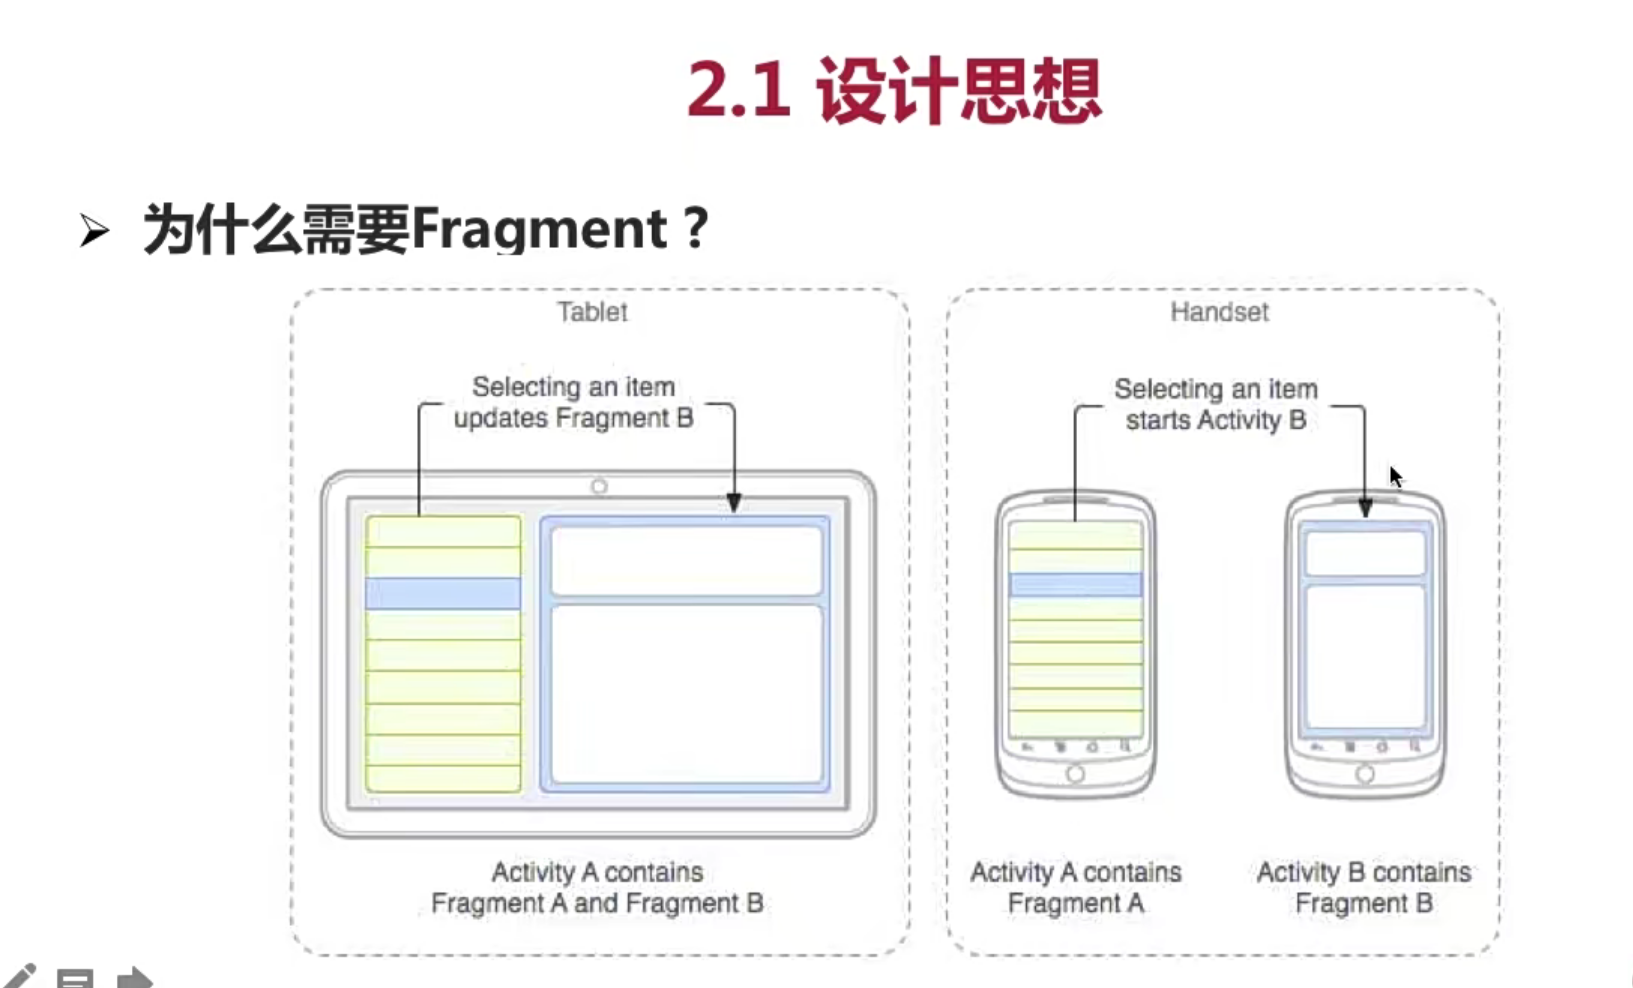 2.1 设计思想
为什么需要Fragment？
Tablet
Selecting an item
updates Fragment B
Activity A contains
Fragment A and Fragment B
Handset
Selecting an item
starts Activity B
Activity A contains
Fragment A
Activity B contains
Fragment B